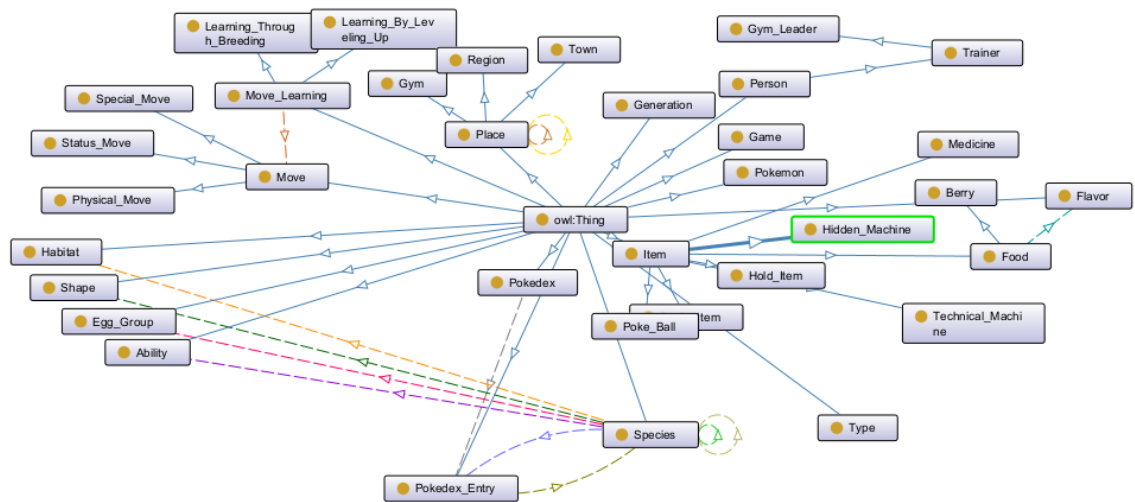 Learning_Throug
h_Breeding
Learning_By_Lev
eling_Up
Town
Region
Gym
Gym_Leader
Trainer
Special_Move
Move_Learning
Generation
Person
Status_Move
Place
Game
Medicine
Move
Pokemon
Physical_Move
Berry
Flavor
owl:Thing
Hidden_Machine
Habitat
Item
Food
Shape
Pokedex
Hold_Item
Egg_Group
Poke_Ball
tem
Technical_Machi
ne
Ability
Type
Species
Pokedex_Entry